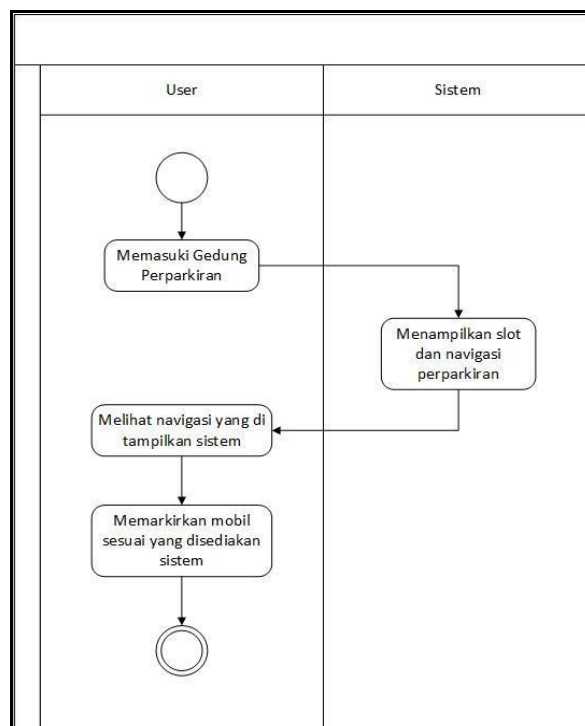 User
Sistem
Memasuki Gedung
Perparkiran
Menampilkan slot
dan navigasi
perparkiran
Melihat navigasi yang di
tampilkan sistem
Memarkirkan mobil
sesuai yang disediakan
sistem